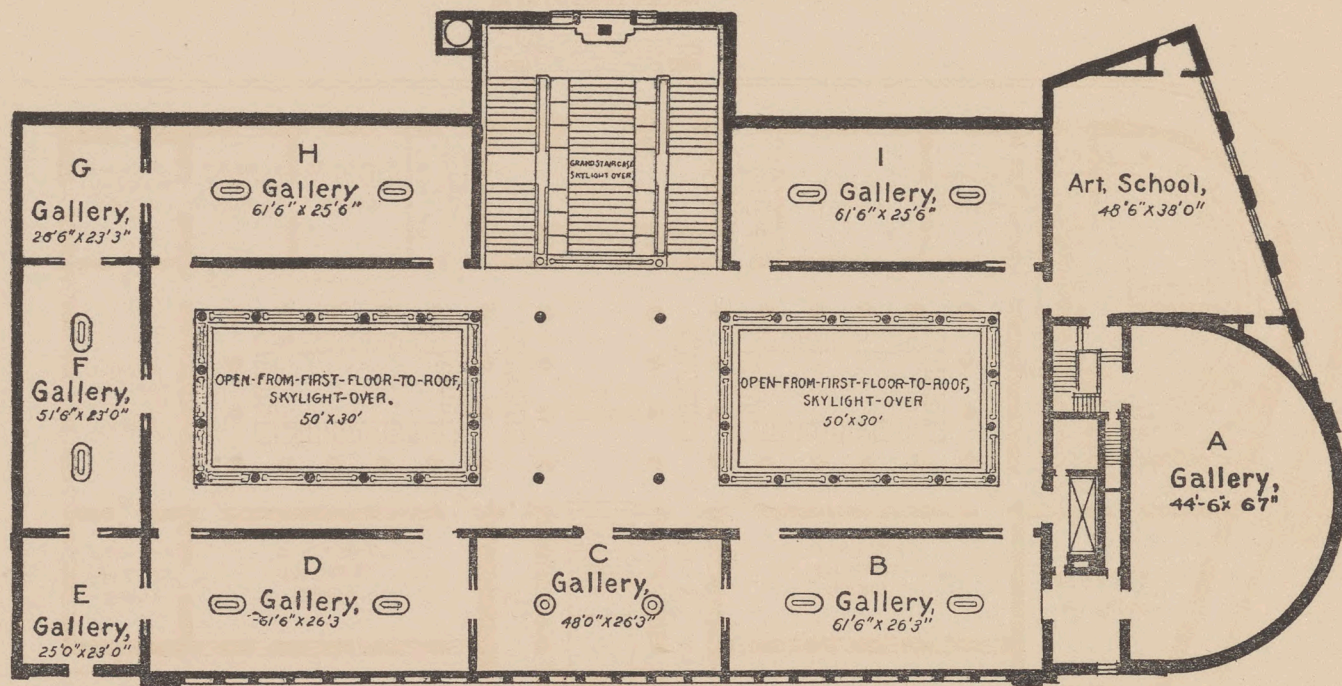 GRAND STAIRCASE
SKYLIGHT OVER,
G
Gallery,
26'6" X 23'3"
H
Gallery,
61'6" X 25'6"
I
Gallery,
61'6" X 25'6"
Art, School,
48'6" X 38'0"
F
Gallery,
51'6" X 23'0"
OPEN-FROM-FIRST-FLOOR-TO-ROOF,
SKYLIGHT-OVER.
50' X 30'
OPEN-FROM-FIRST-FLOOR-TO-ROOF,
SKYLIGHT-OVER
50' X 30'
A
Gallery,
44'-6 x 67"
E
Gallery,
25'0" X 23'0"
D
Gallery,
61'6" X 26'3
C
Gallery,
48'0" X 26'3"
B
Gallery,
61'6" X 26'3"